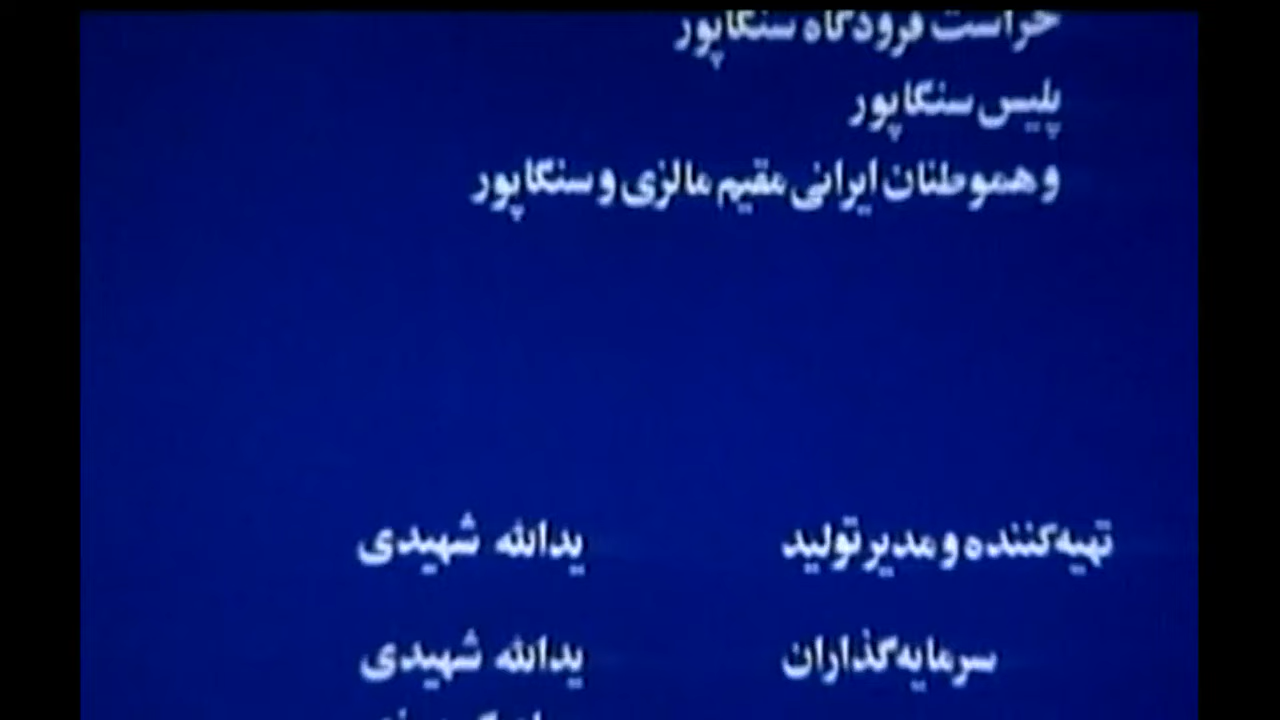 حراست فرودگاه سنگاپور
پلیس سنگاپور
و هموطنان ایرانی مقیم مالزی و سنگاپور
تهیه‌کننده و مدیر تولید یدالله شهیدی
سرمایه‌گذاران یدالله شهیدی